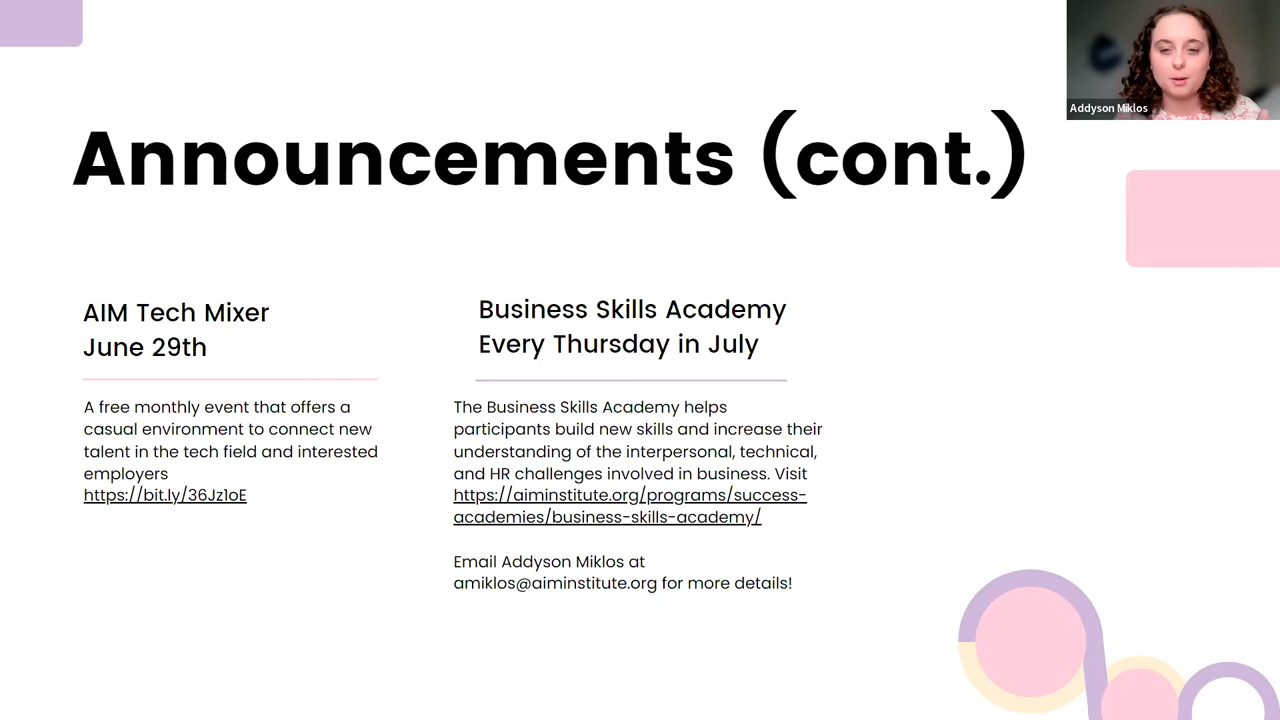 Addyson Miklos
Announcements (cont.)
AIM Tech Mixer
June 29th
A free monthly event that offers a
casual environment to connect new
talent in the tech field and interested
employers
https://bit.ly/36Jz1oE
Business Skills Academy
Every Thursday in July
The Business Skills Academy helps
participants build new skills and increase their
understanding of the interpersonal, technical,
and HR challenges involved in business. Visit
https://aiminstitute.org/programs/success-
academies/business-skills-academy/
Email Addyson Miklos at
amiklos@aiminstitute.org for more details!